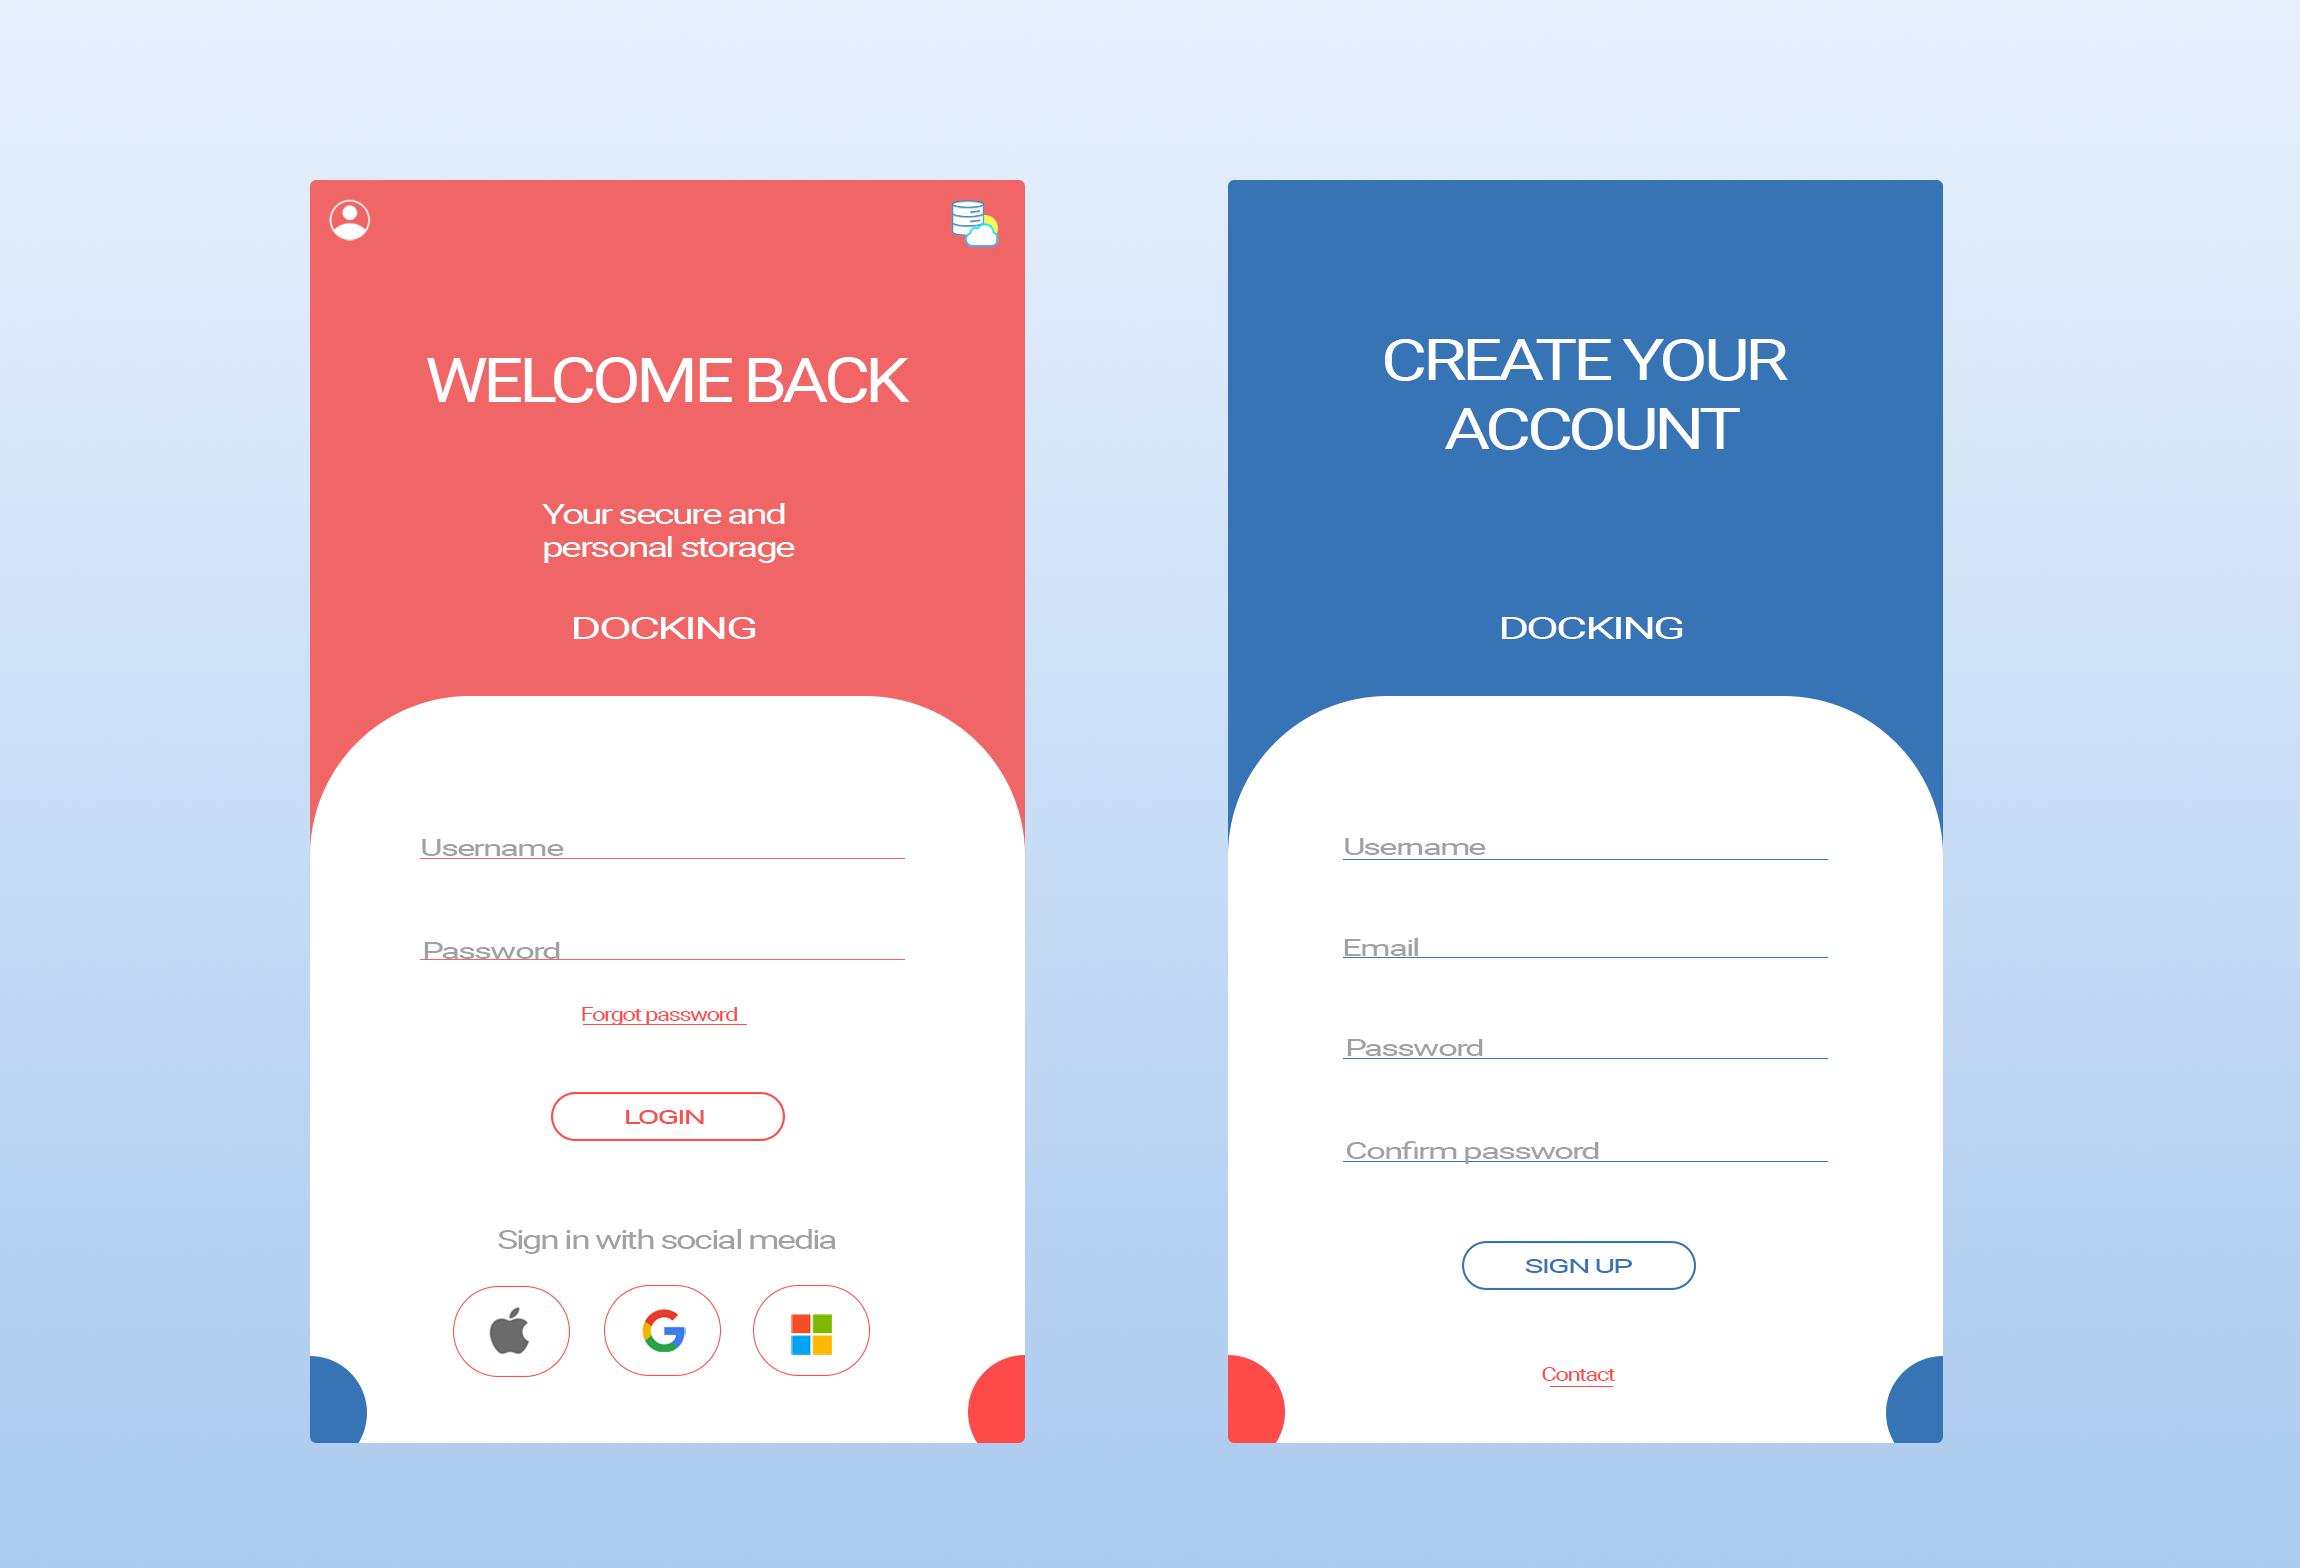 WELCOME BACK
Your secure and
personal storage
DOCKING
Username
Password
Forgot password
LOGIN
Sign in with social media
CREATE YOUR
ACCOUNT
DOCKING
Username
Email
Password
Confirm password
SIGN UP
Contact